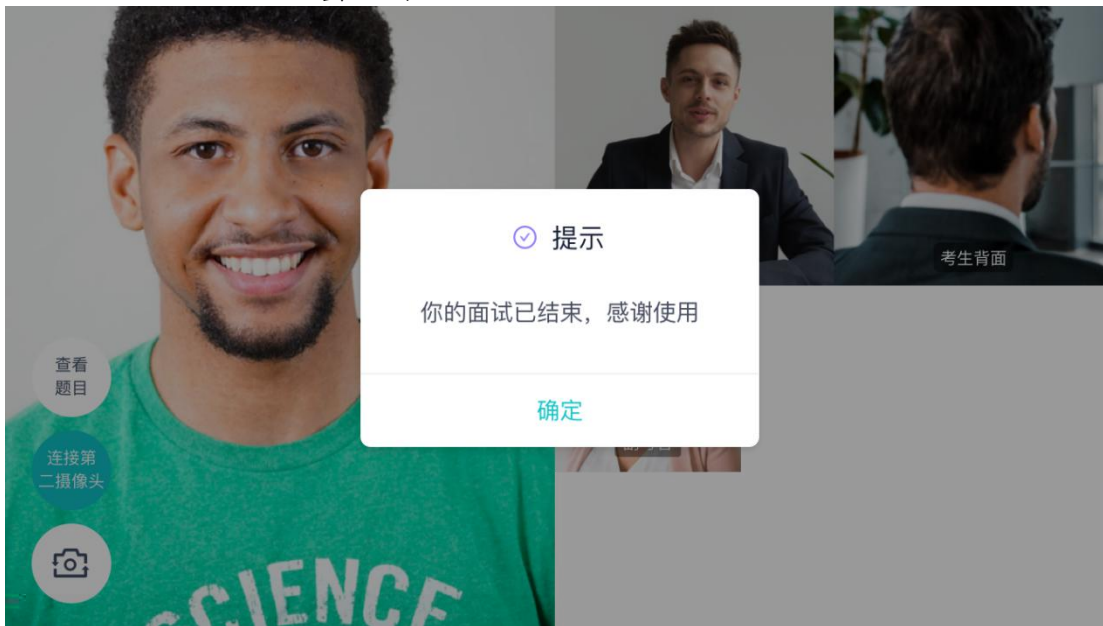 提示
考生背面
你的面试已结束，感谢使用
查看
题目
确定
连接第
二摄像头
SCIENCE